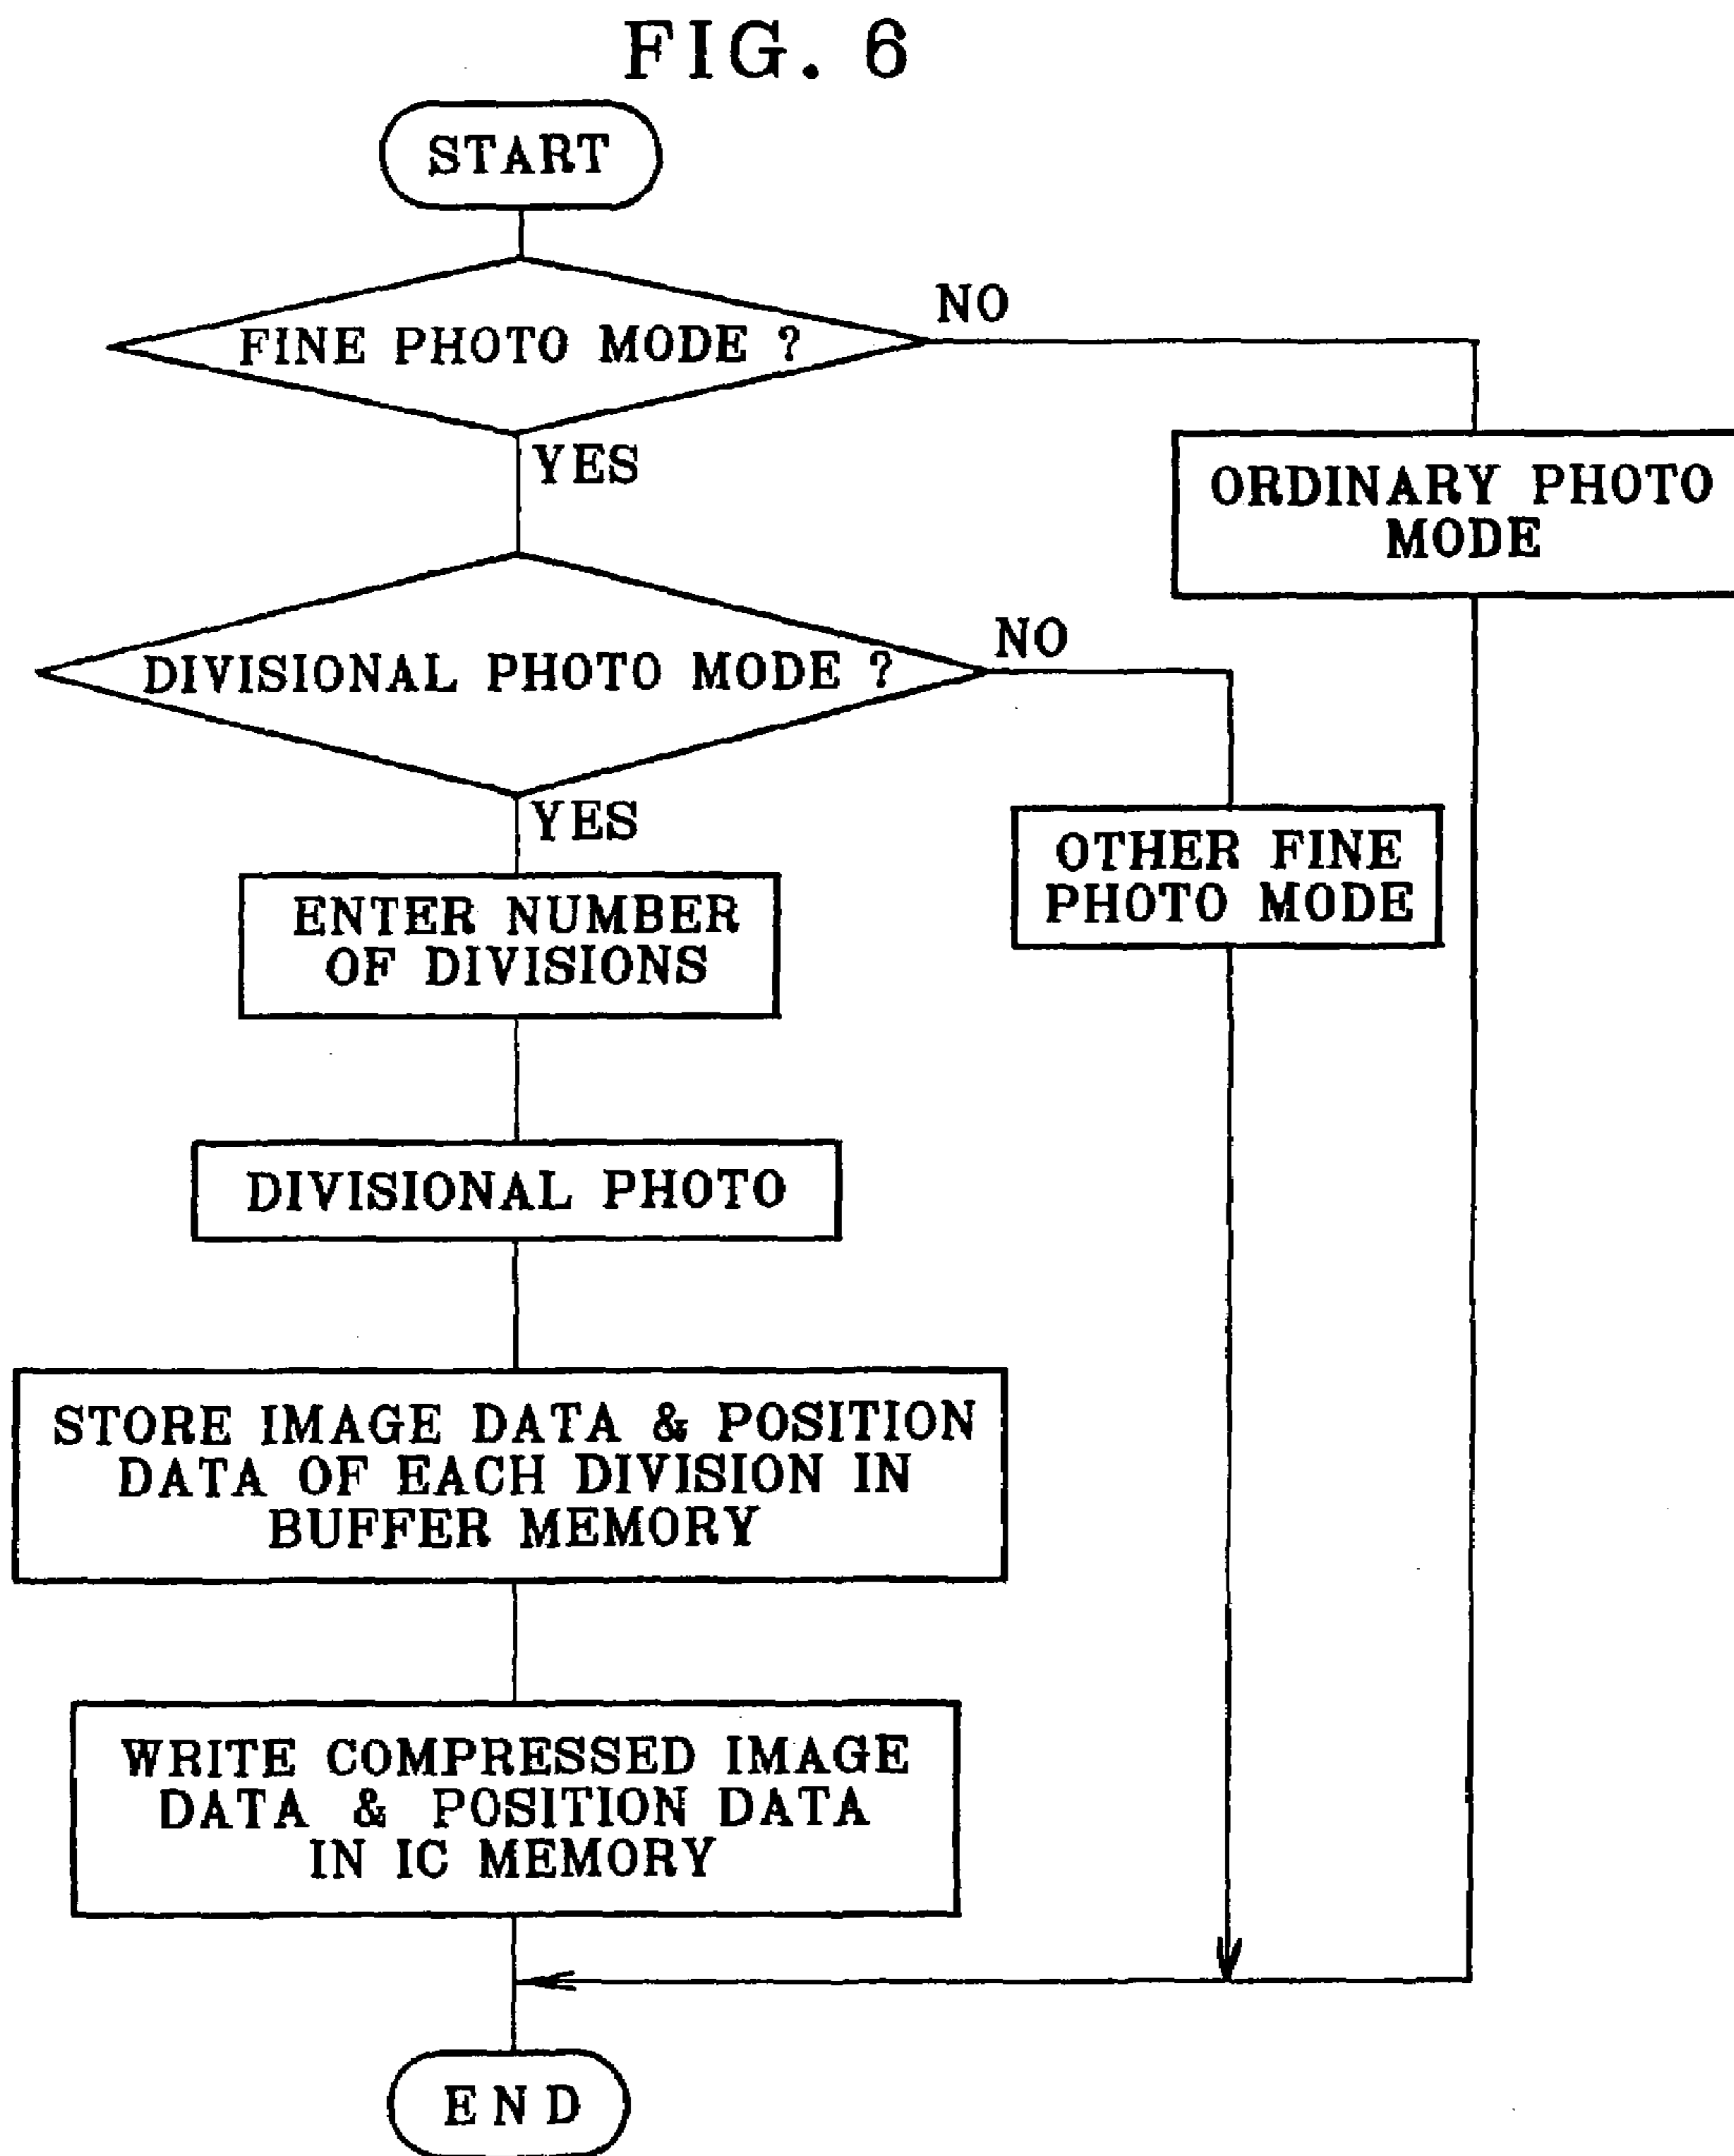 FIG. 6
START
FINE PHOTO MODE ?
NO
YES
ORDINARY PHOTO
MODE
DIVISIONAL PHOTO MODE ?
NO
YES
OTHER FINE
PHOTO MODE
ENTER NUMBER
OF DIVISIONS
DIVISIONAL PHOTO
STORE IMAGE DATA & POSITION
DATA OF EACH DIVISION IN
BUFFER MEMORY
WRITE COMPRESSED IMAGE
DATA & POSITION DATA
IN IC MEMORY
END